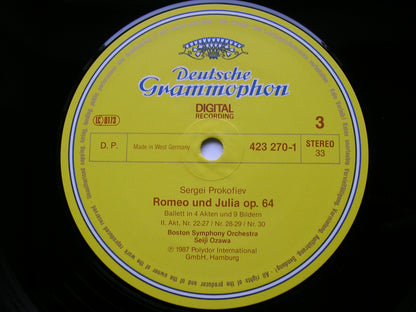 Deutsche
Grammophon
DIGITAL
RECORDING
LC 0173
3
D. P.
Made in West Germany
423 270-1
STEREO
33
Sergei Prokofiev
Romeo und Julia op. 64
Ballett in 4 Akten und 9 Bildern
II. Akt, Nr. 22-27 / Nr. 28-29 / Nr. 30
Boston Symphony Orchestra
Seiji Ozawa
℗ 1987 Polydor International
GmbH, Hamburg